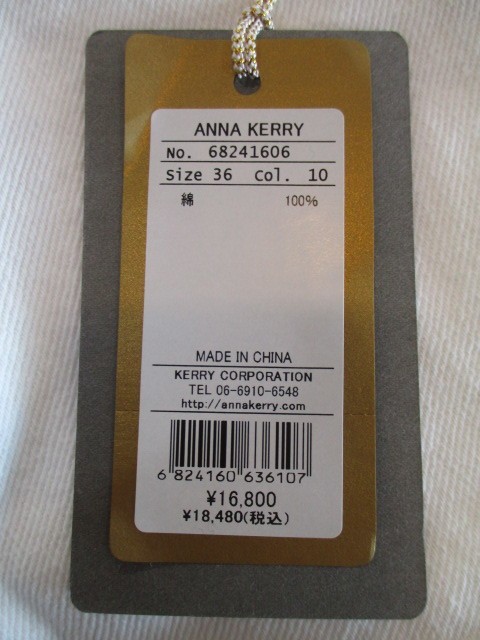 ANNA KERRY
No. 68241606
Size 36 Col. 10
綿 100%
MADE IN CHINA
KERRY CORPORATION
TEL 06-6910-6548
http://annakerry.com
6 824160 636107
¥16,800
¥18,480(税込)